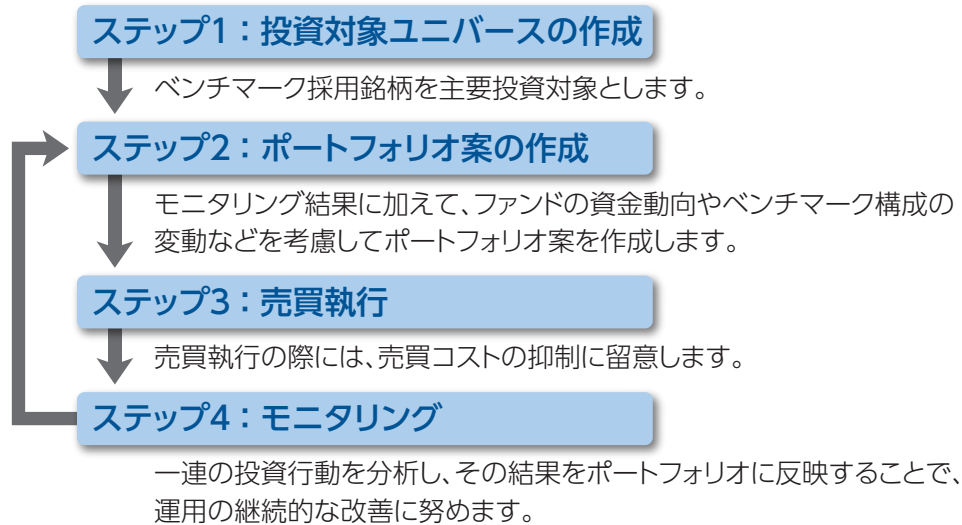 ステップ1：投資対象ユニバースの作成
ベンチマーク採用銘柄を主要投資対象とします。
ステップ2：ポートフォリオ案の作成
モニタリング結果に加えて、ファンドの資金動向やベンチマーク構成の
変動などを考慮してポートフォリオ案を作成します。
ステップ3：売買執行
売買執行の際には、売買コストの抑制に留意します。
ステップ4：モニタリング
一連の投資行動を分析し、その結果をポートフォリオに反映することで、
運用の継続的な改善に努めます。